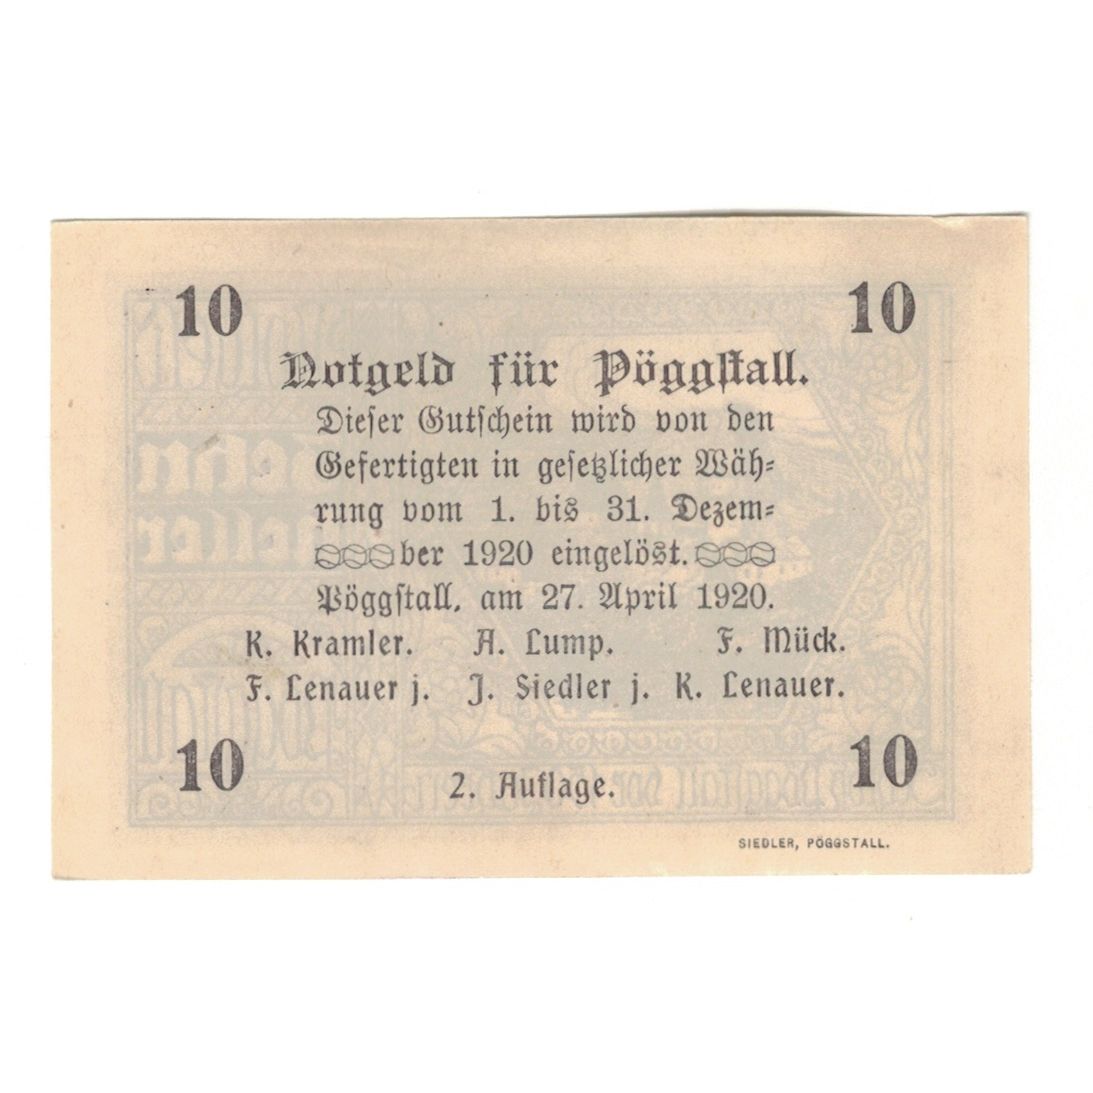 10 10
Notgeld für Pöggstall.
Dieser Gutschein wird von den
Gefertigten in gesetzlicher Wäh-
rung vom 1. bis 31. Dezem-
ber 1920 eingelöst.
Pöggstall, am 27. April 1920.
K. Kramler. A. Lump. F. Mück.
F. Lenauer j. J. Siedler j. K. Lenauer.
10 2. Auflage. 10
SIEDLER, PÖGGSTALL.